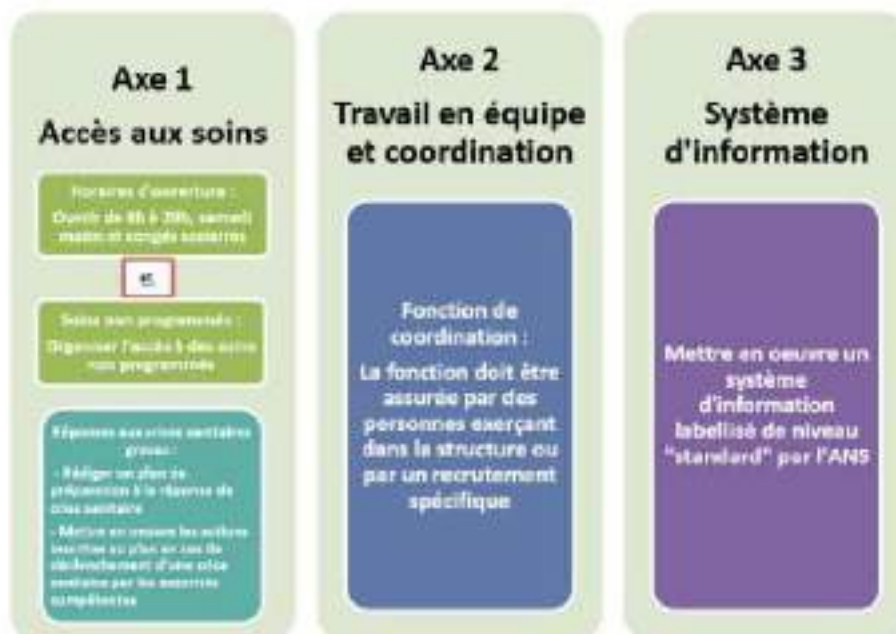 Axe 1
Accès aux soins
Horaires d'ouverture :
Ouvrir de 8h à 20h, samedi
matin et congés scolaires
et
Soins non programmés :
Organiser l'accès à des soins
non programmés
Réponses aux crises sanitaires
graves :
- Rédiger un plan de
préparation à la réponse de
crise sanitaire
- Mettre en oeuvre les actions
inscrites au plan en cas de
déclenchement d'une crise
sanitaire par les autorités
compétentes
Axe 2
Travail en équipe
et coordination
Fonction de
coordination :
La fonction doit être
assurée par des
personnes exerçant
dans la structure ou
par un recrutement
spécifique
Axe 3
Système
d'information
Mettre en oeuvre un
système
d'information
labellisé de niveau
"standard" par l'ANS